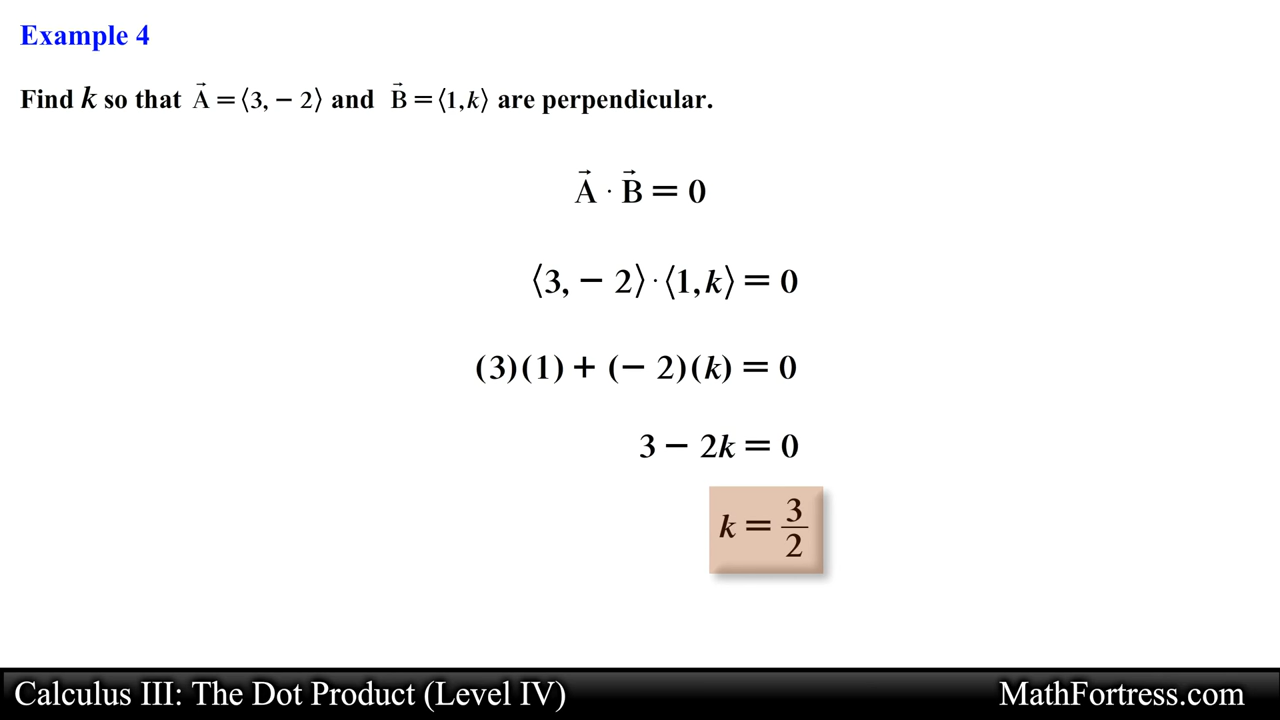 Example 4
Find k so that A⃗ = ⟨3, − 2⟩ and B⃗ = ⟨1, k⟩ are perpendicular.
A⃗ · B⃗ = 0
⟨3, − 2⟩ · ⟨1, k⟩ = 0
(3)(1) + (− 2)(k) = 0
3 − 2k = 0
k = 3/2
Calculus III: The Dot Product (Level IV)
MathFortress.com